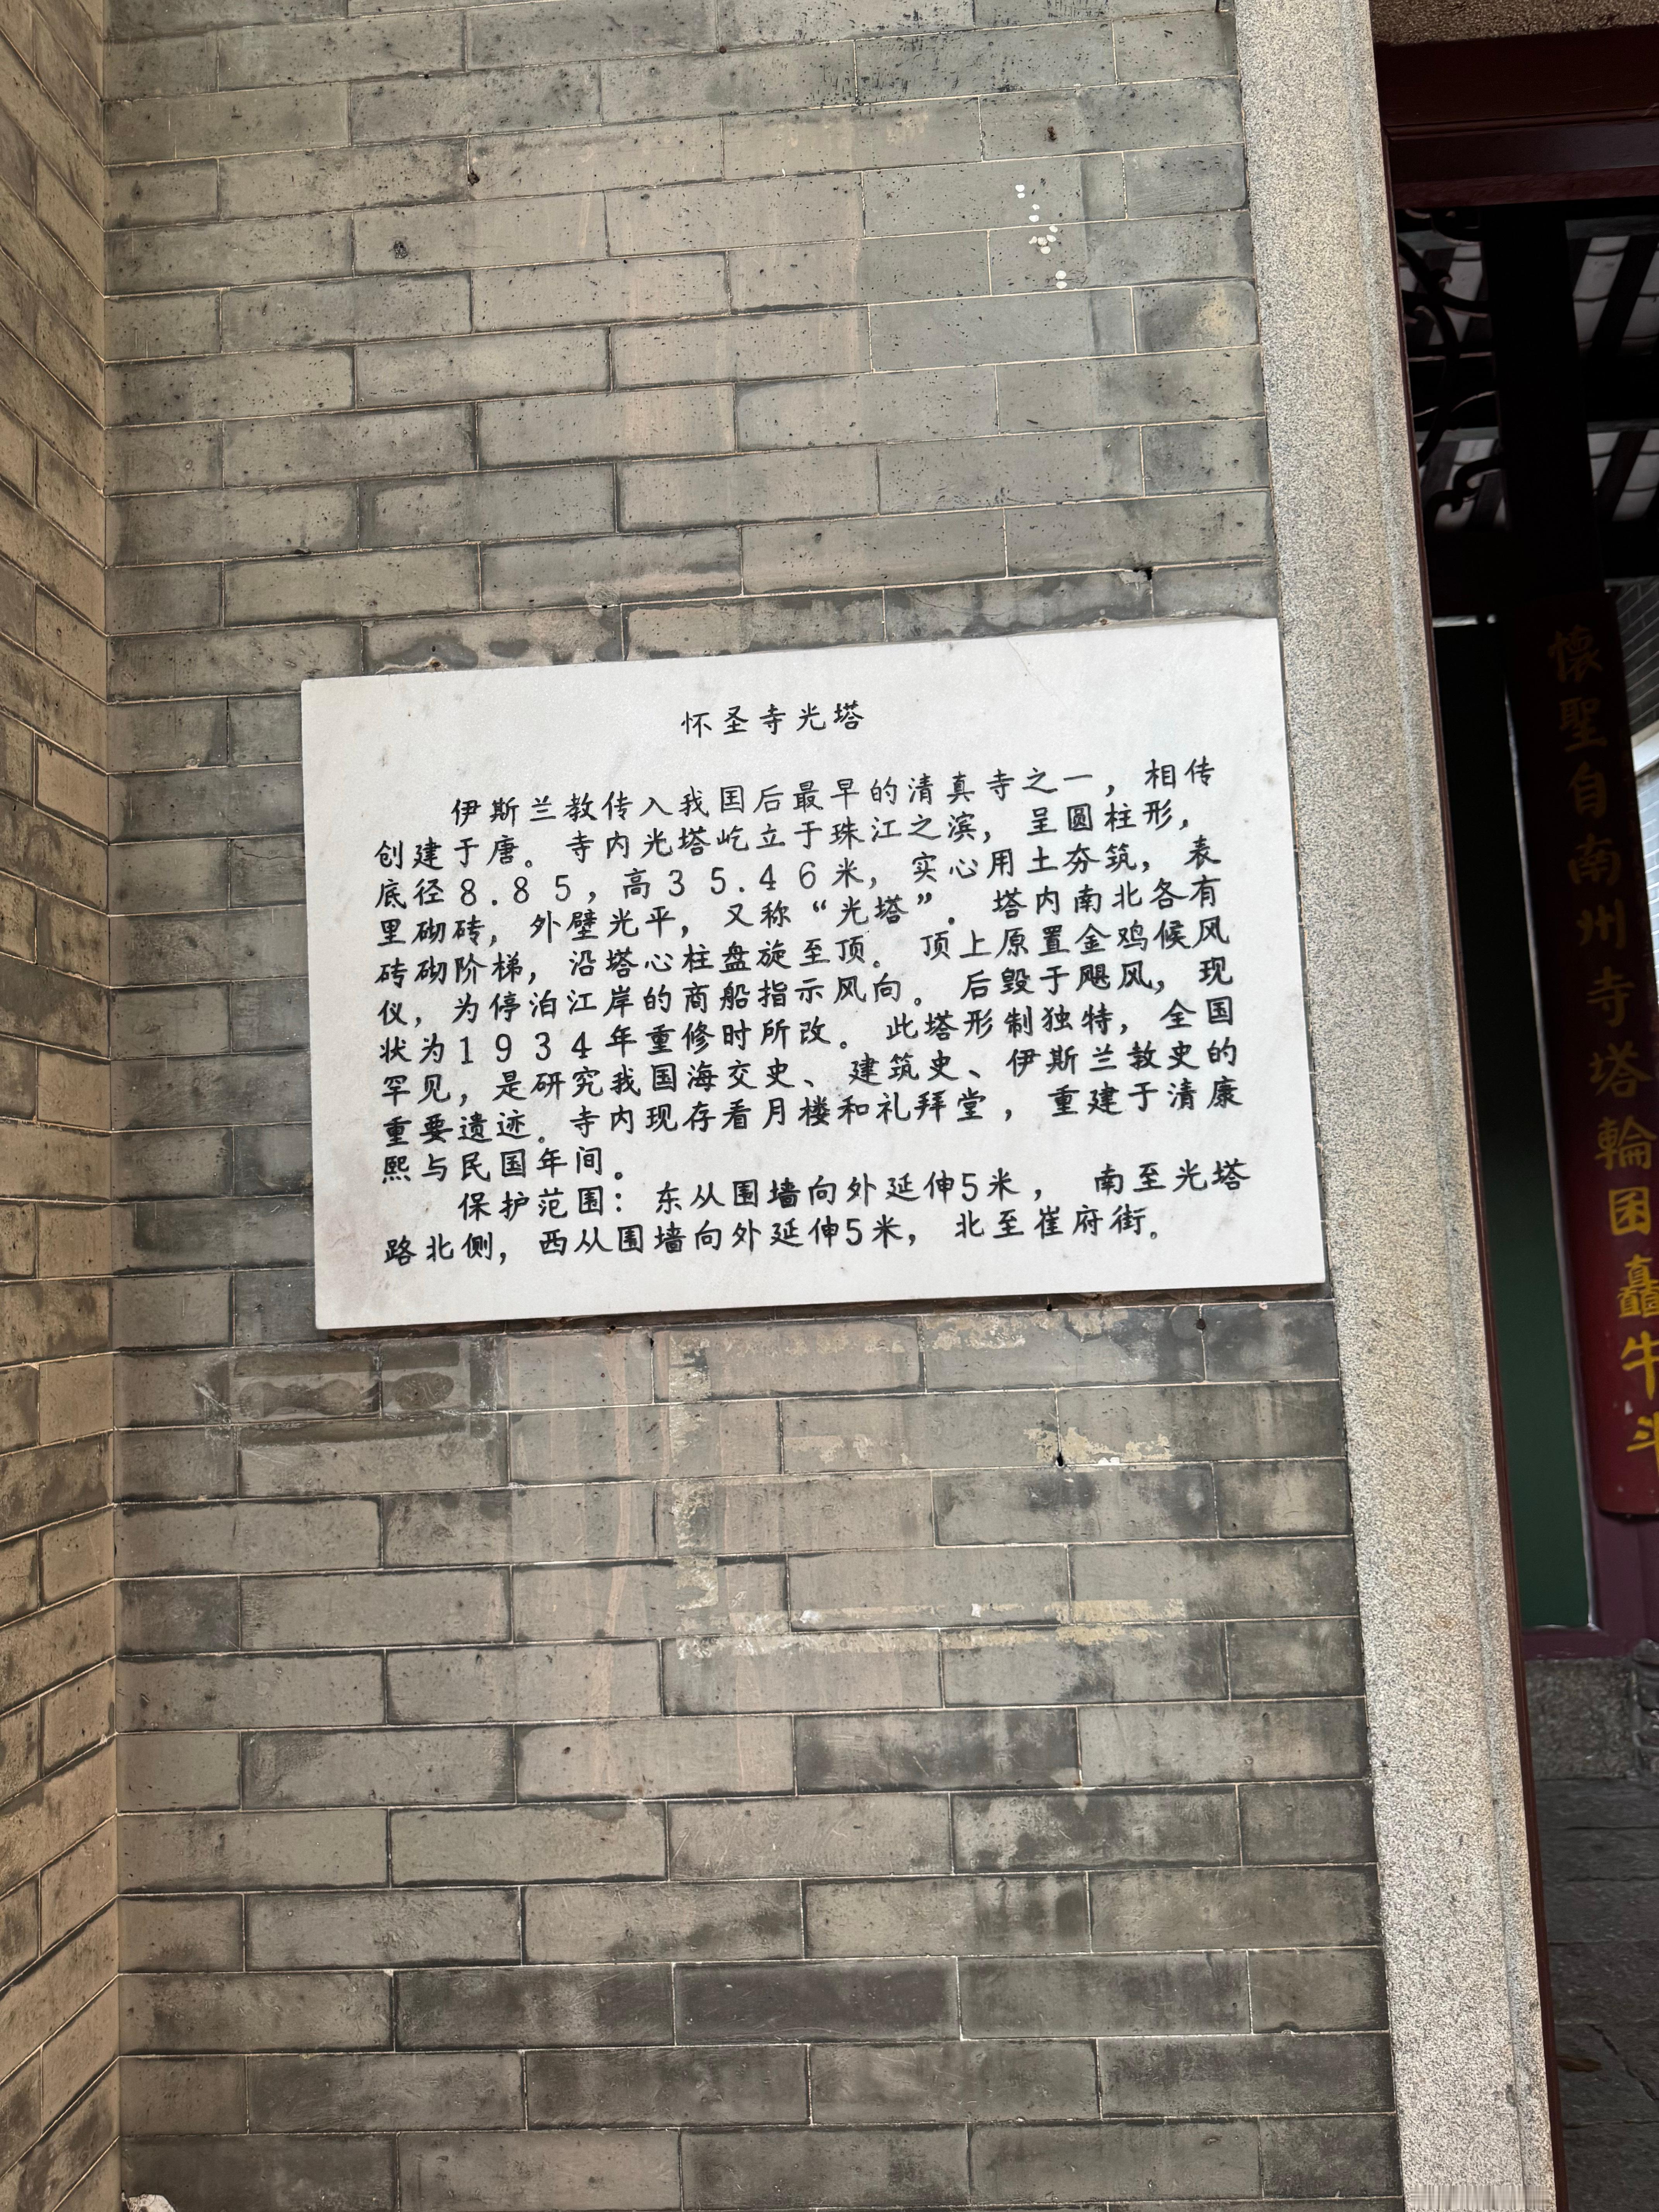 怀圣寺光塔
伊斯兰教传入我国后最早的清真寺之一，相传
创建于唐。寺内光塔屹立于珠江之滨，呈圆柱形，
底径8.85，高35.46米，实心用土夯筑，表
里砌砖，外壁光平，又称“光塔”．塔内南北各有
砖砌阶梯，沿塔心柱盘旋至顶。顶上原置金鸡候风
仪，为停泊江岸的商船指示风向。后毁于飓风，现
状为1934年重修时所改。此塔形制独特，全国
罕见，是研究我国海交史、建筑史、伊斯兰教史的
重要遗迹。寺内现存看月楼和礼拜堂，重建于清康
熙与民国年间。
保护范围：东从围墙向外延伸5米，南至光塔
路北侧，西从围墙向外延伸5米，北至崔府街。
懷聖自南州寺塔輪囷矗牛斗